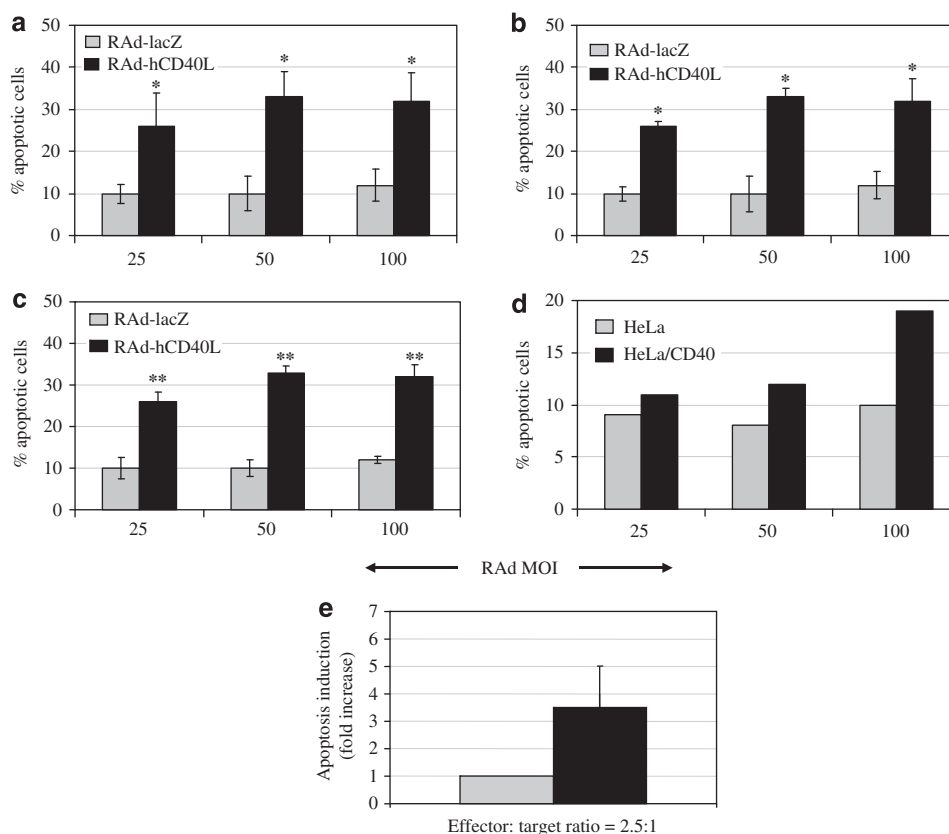 a
RAd-lacZ
RAd-hCD40L
% apoptotic cells
50
40
30
20
10
0
* * *
25 50 100
b
RAd-lacZ
RAd-hCD40L
% apoptotic cells
50
40
30
20
10
0
* * *
25 50 100
c
RAd-lacZ
RAd-hCD40L
% apoptotic cells
50
40
30
20
10
0
** ** **
25 50 100
d
HeLa
HeLa/CD40
% apoptotic cells
20
15
10
5
0
25 50 100
RAd MOI
e
Apoptosis induction
(fold increase)
7
6
5
4
3
2
1
0
Effector: target ratio = 2.5:1